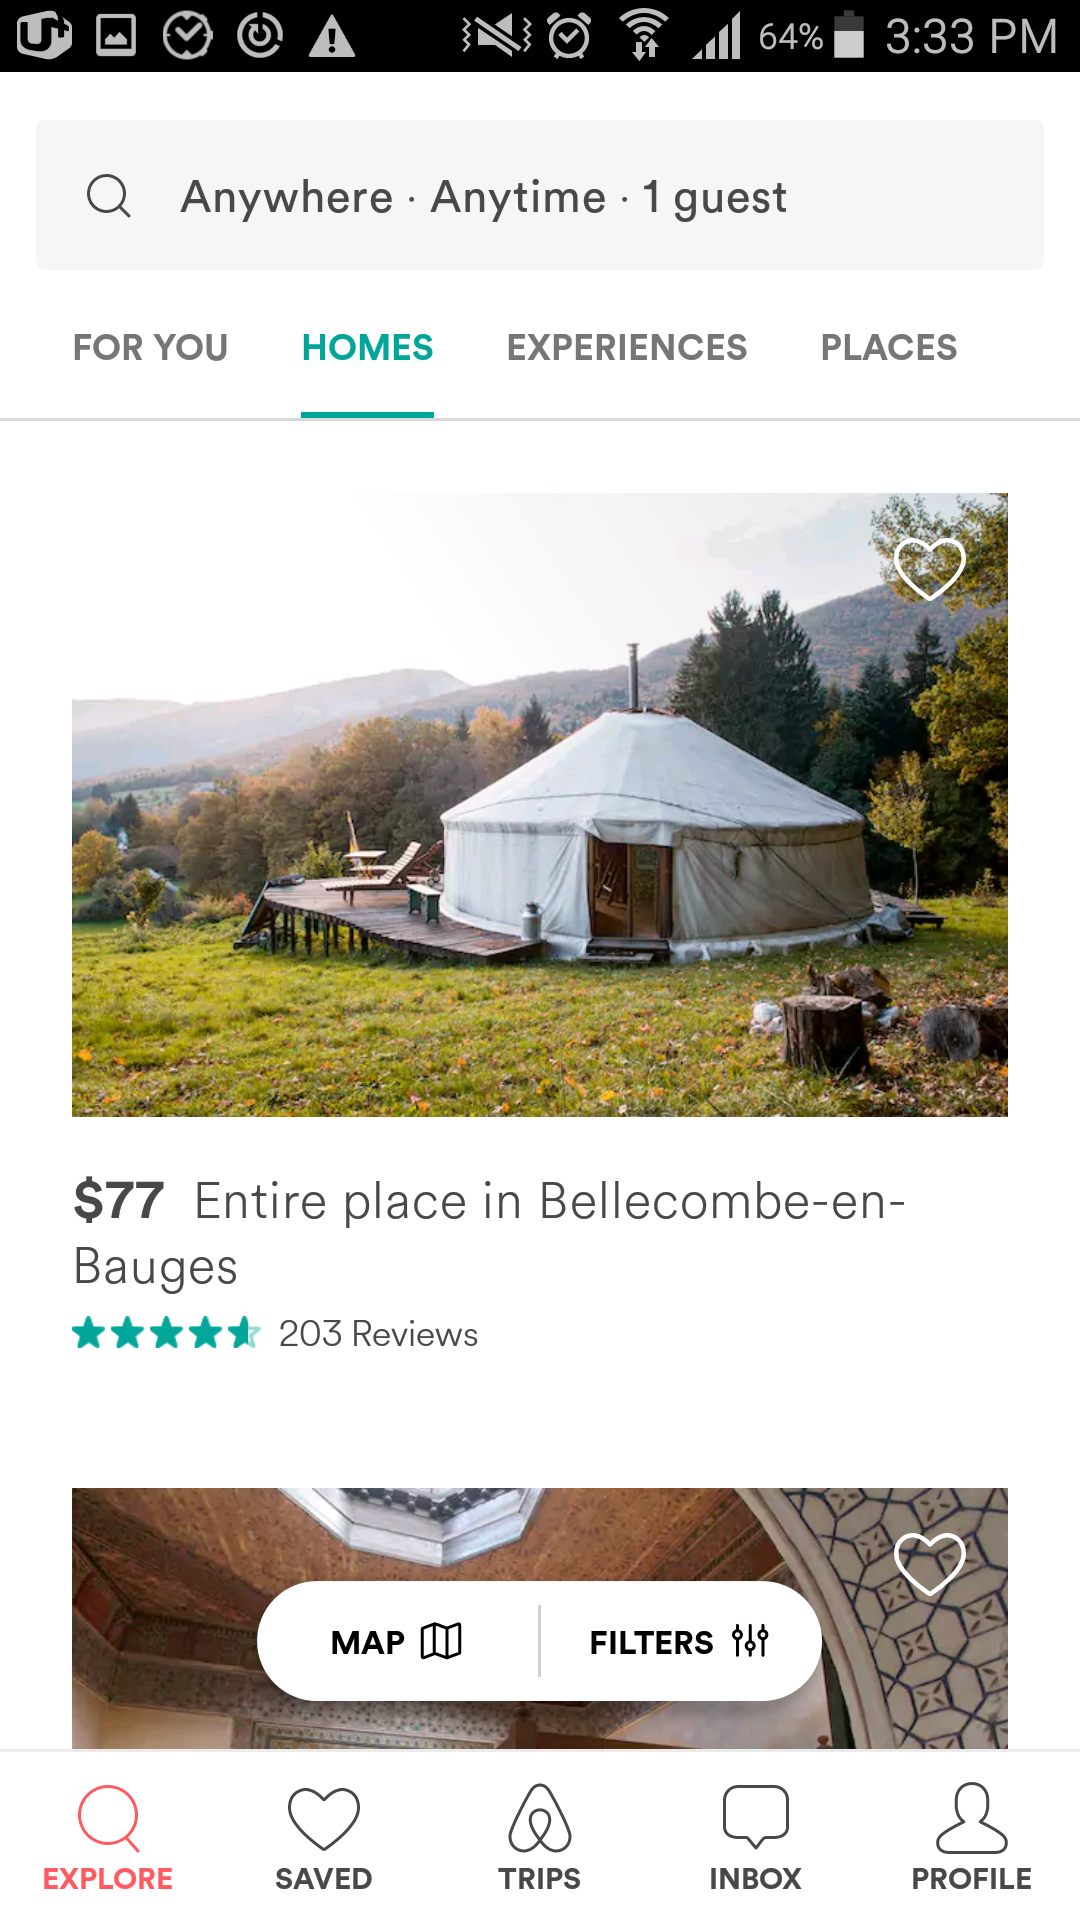 U+
64% 3:33 PM
Anywhere · Anytime · 1 guest
FOR YOU HOMES EXPERIENCES PLACES
$77 Entire place in Bellecombe-en-
Bauges
203 Reviews
MAP FILTERS
EXPLORE SAVED TRIPS INBOX PROFILE